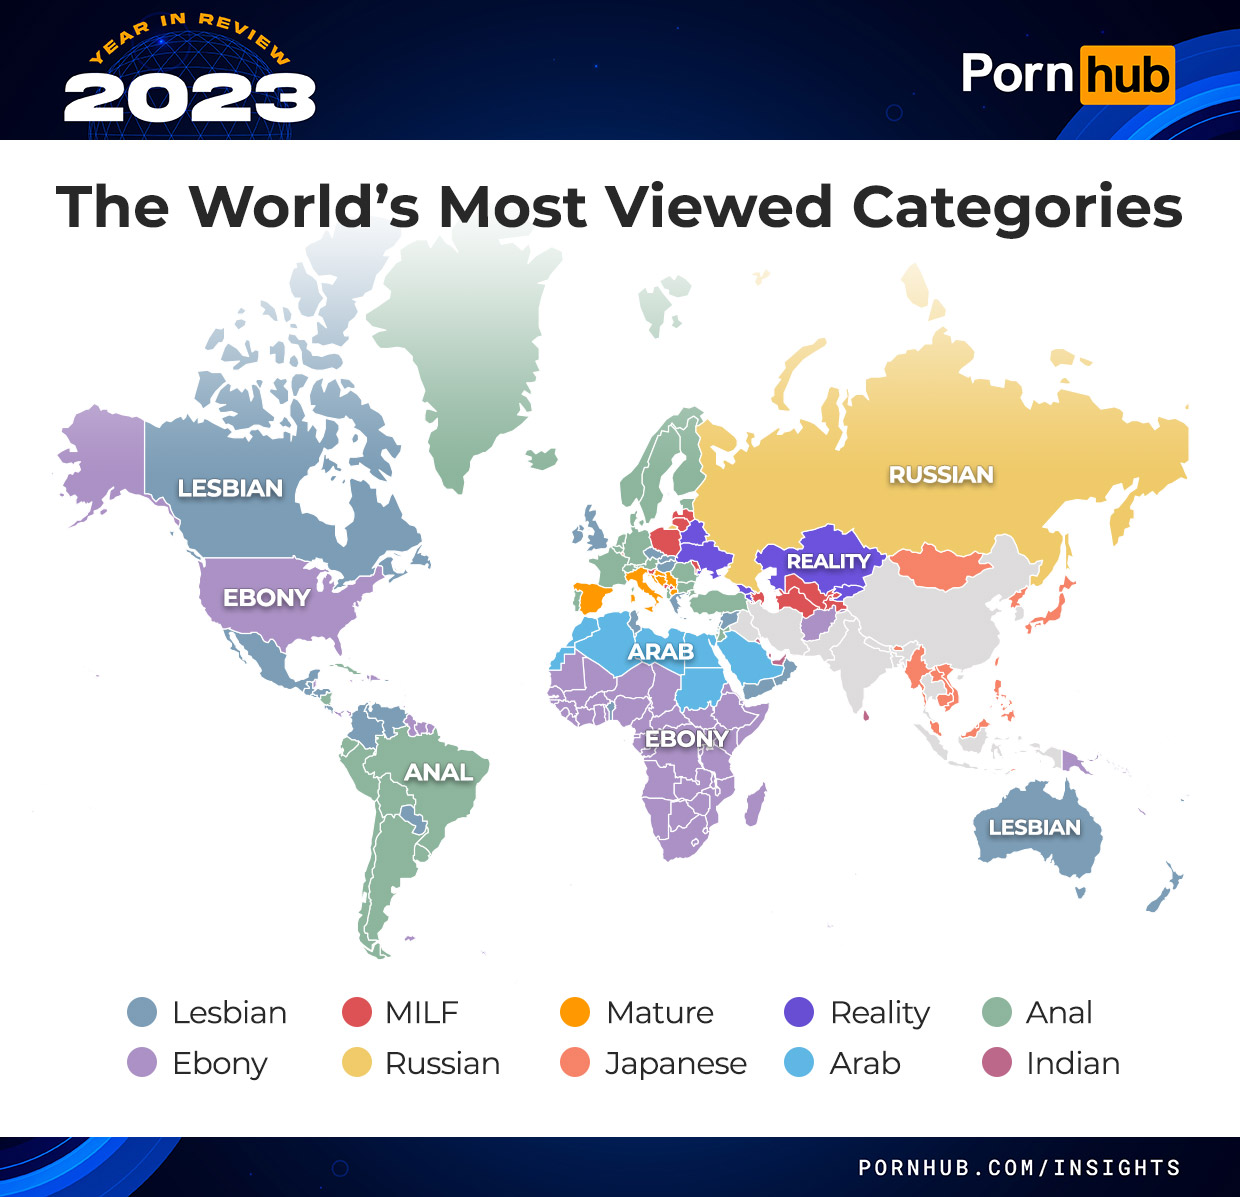 YEAR IN REVIEW
2023
Pornhub
The World's Most Viewed Categories
LESBIAN
RUSSIAN
REALITY
EBONY
ARAB
EBONY
ANAL
LESBIAN
Lesbian
MILF
Mature
Reality
Anal
Ebony
Russian
Japanese
Arab
Indian
PORNHUB.COM/INSIGHTS